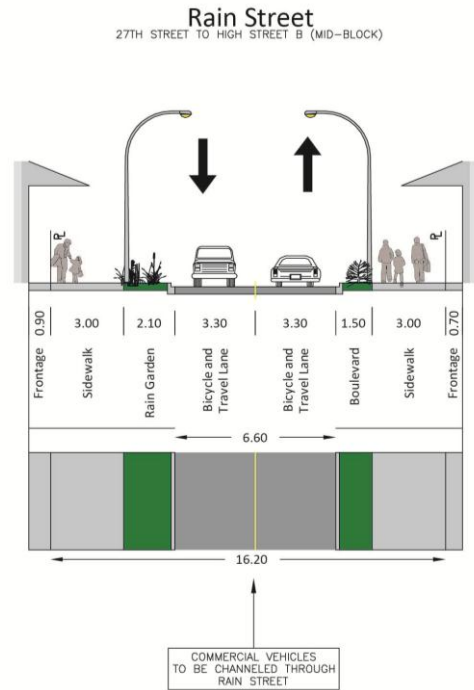 Rain Street
27TH STREET TO HIGH STREET B (MID-BLOCK)
PL
PL
0.90
3.00
2.10
3.30
3.30
1.50
3.00
0.70
Frontage
Sidewalk
Rain Garden
Bicycle and
Travel Lane
Bicycle and
Travel Lane
Boulevard
Sidewalk
Frontage
6.60
16.20
COMMERCIAL VEHICLES
TO BE CHANNELED THROUGH
RAIN STREET